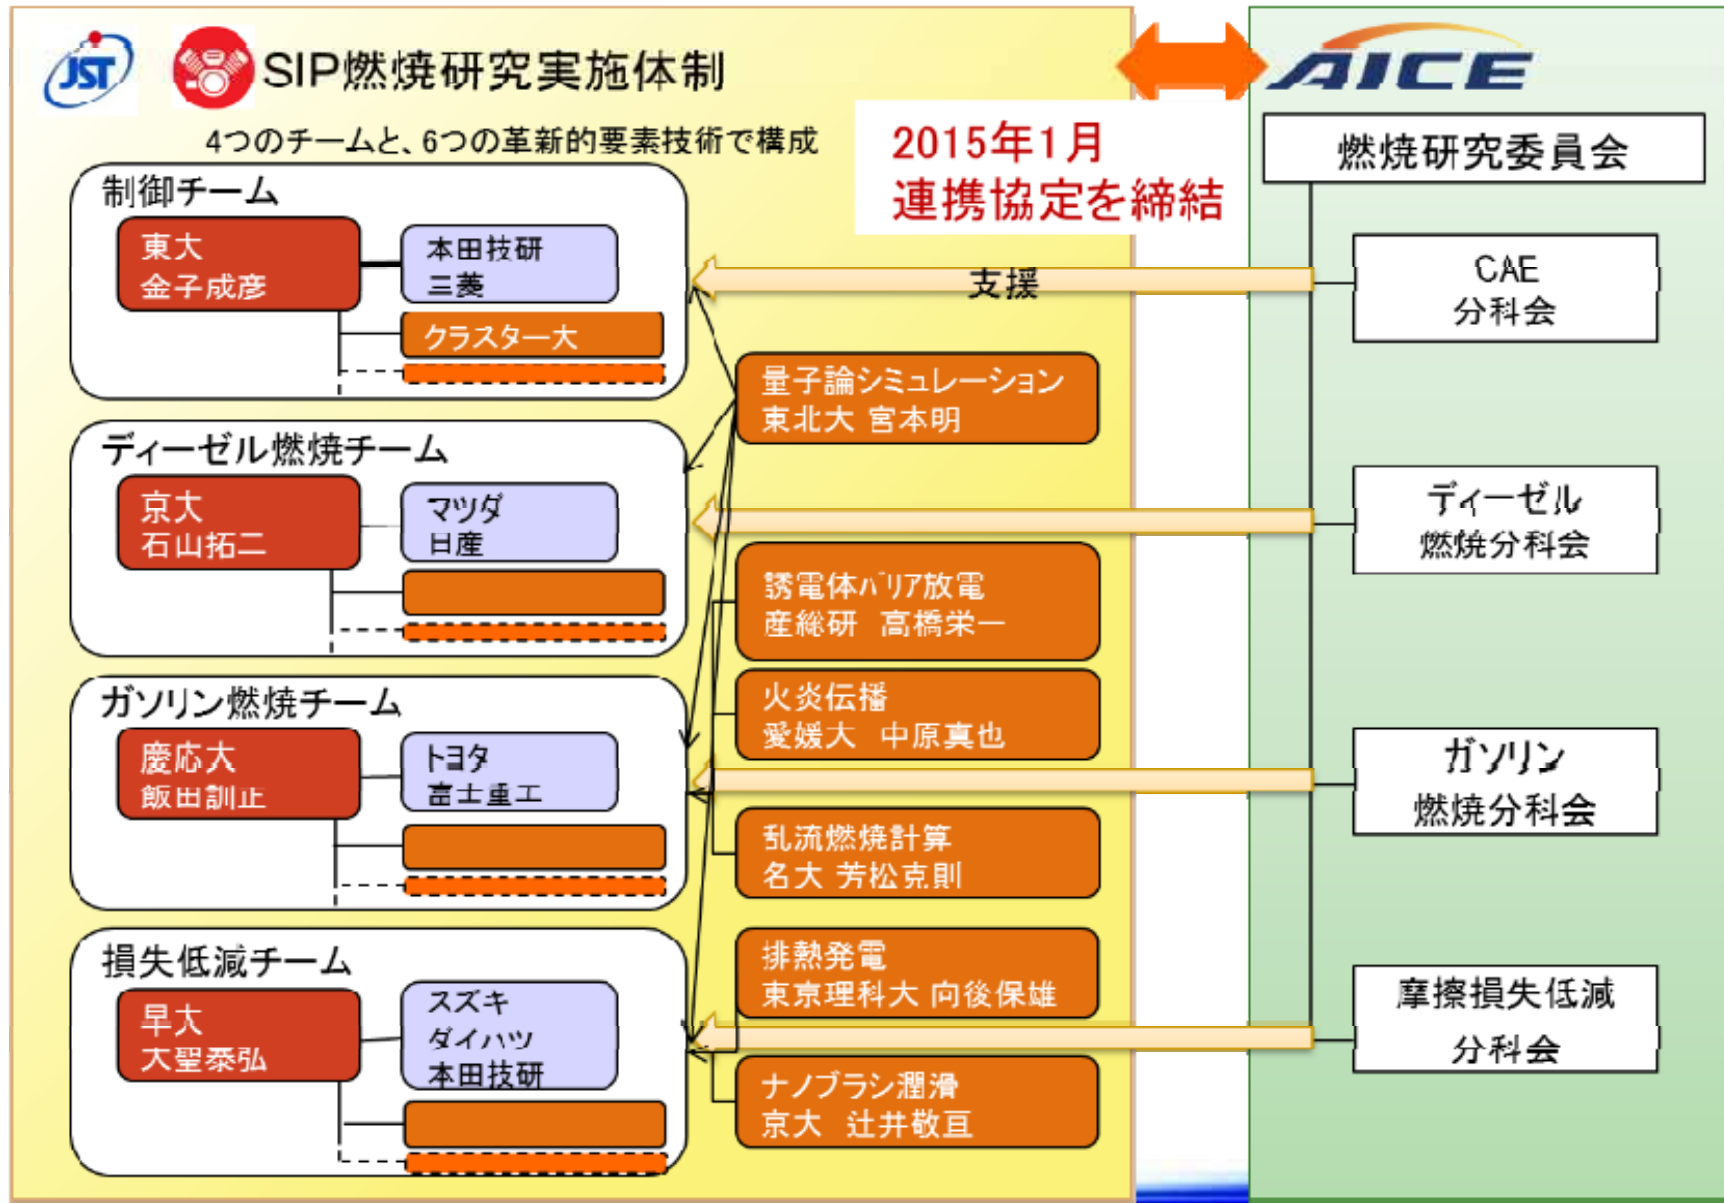 JST
SIP燃焼研究実施体制
4つのチームと、6つの革新的要素技術で構成
AICE
2015年1月
連携協定を締結
燃焼研究委員会
制御チーム
東大
金子成彦
本田技研
三菱
クラスター大
支援
CAE
分科会
量子論シミュレーション
東北大 宮本明
ディーゼル燃焼チーム
京大
石山拓二
マツダ
日産
ディーゼル
燃焼分科会
誘電体バリア放電
産総研 高橋栄一
火炎伝播
愛媛大 中原真也
ガソリン燃焼チーム
慶応大
飯田訓正
トヨタ
富士重工
ガソリン
燃焼分科会
乱流燃焼計算
名大 芳松克則
損失低減チーム
早大
大聖泰弘
スズキ
ダイハツ
本田技研
排熱発電
東京理科大 向後保雄
摩擦損失低減
分科会
ナノブラシ潤滑
京大 辻井敬亘